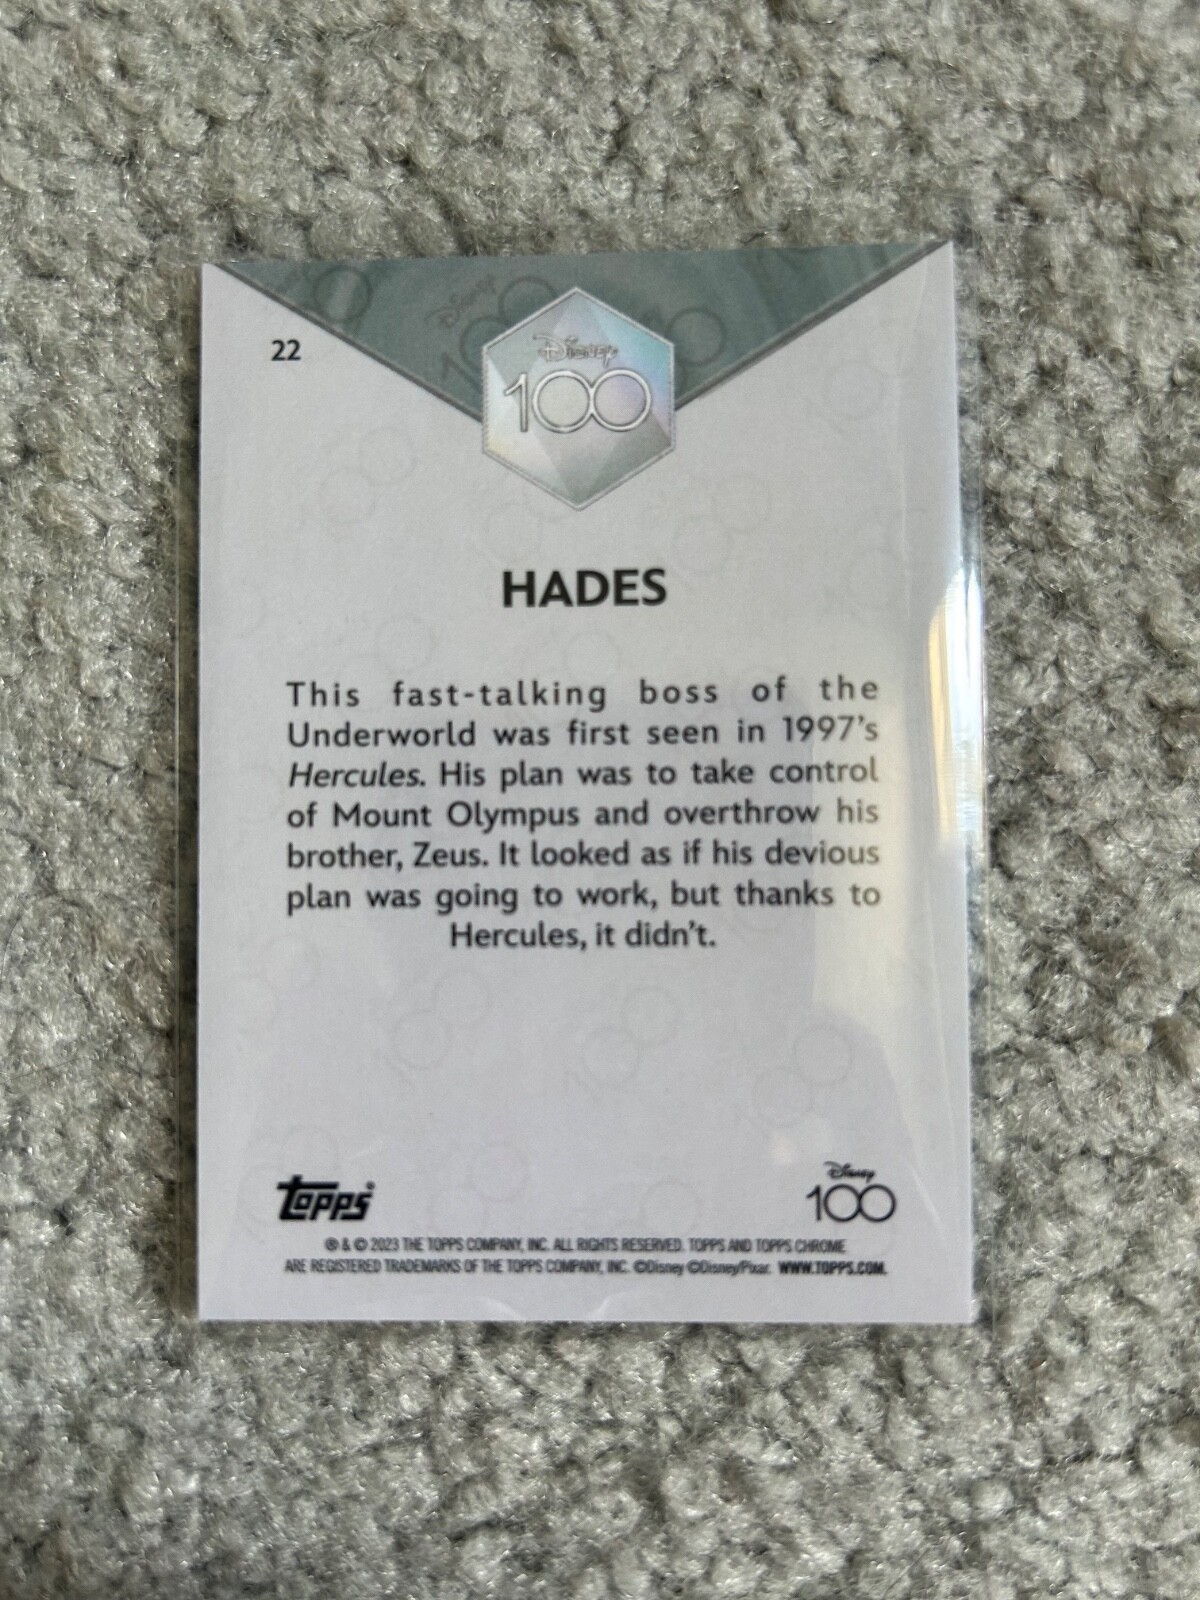 22
Disney
100
HADES
This fast-talking boss of the
Underworld was first seen in 1997's
Hercules. His plan was to take control
of Mount Olympus and overthrow his
brother, Zeus. It looked as if his devious
plan was going to work, but thanks to
Hercules, it didn't.
TOPPS®
Disney
100
® & © 2023 THE TOPPS COMPANY, INC. ALL RIGHTS RESERVED. TOPPS AND TOPPS CHROME
ARE REGISTERED TRADEMARKS OF THE TOPPS COMPANY, INC. ©Disney ©Disney/Pixar. WWW.TOPPS.COM.